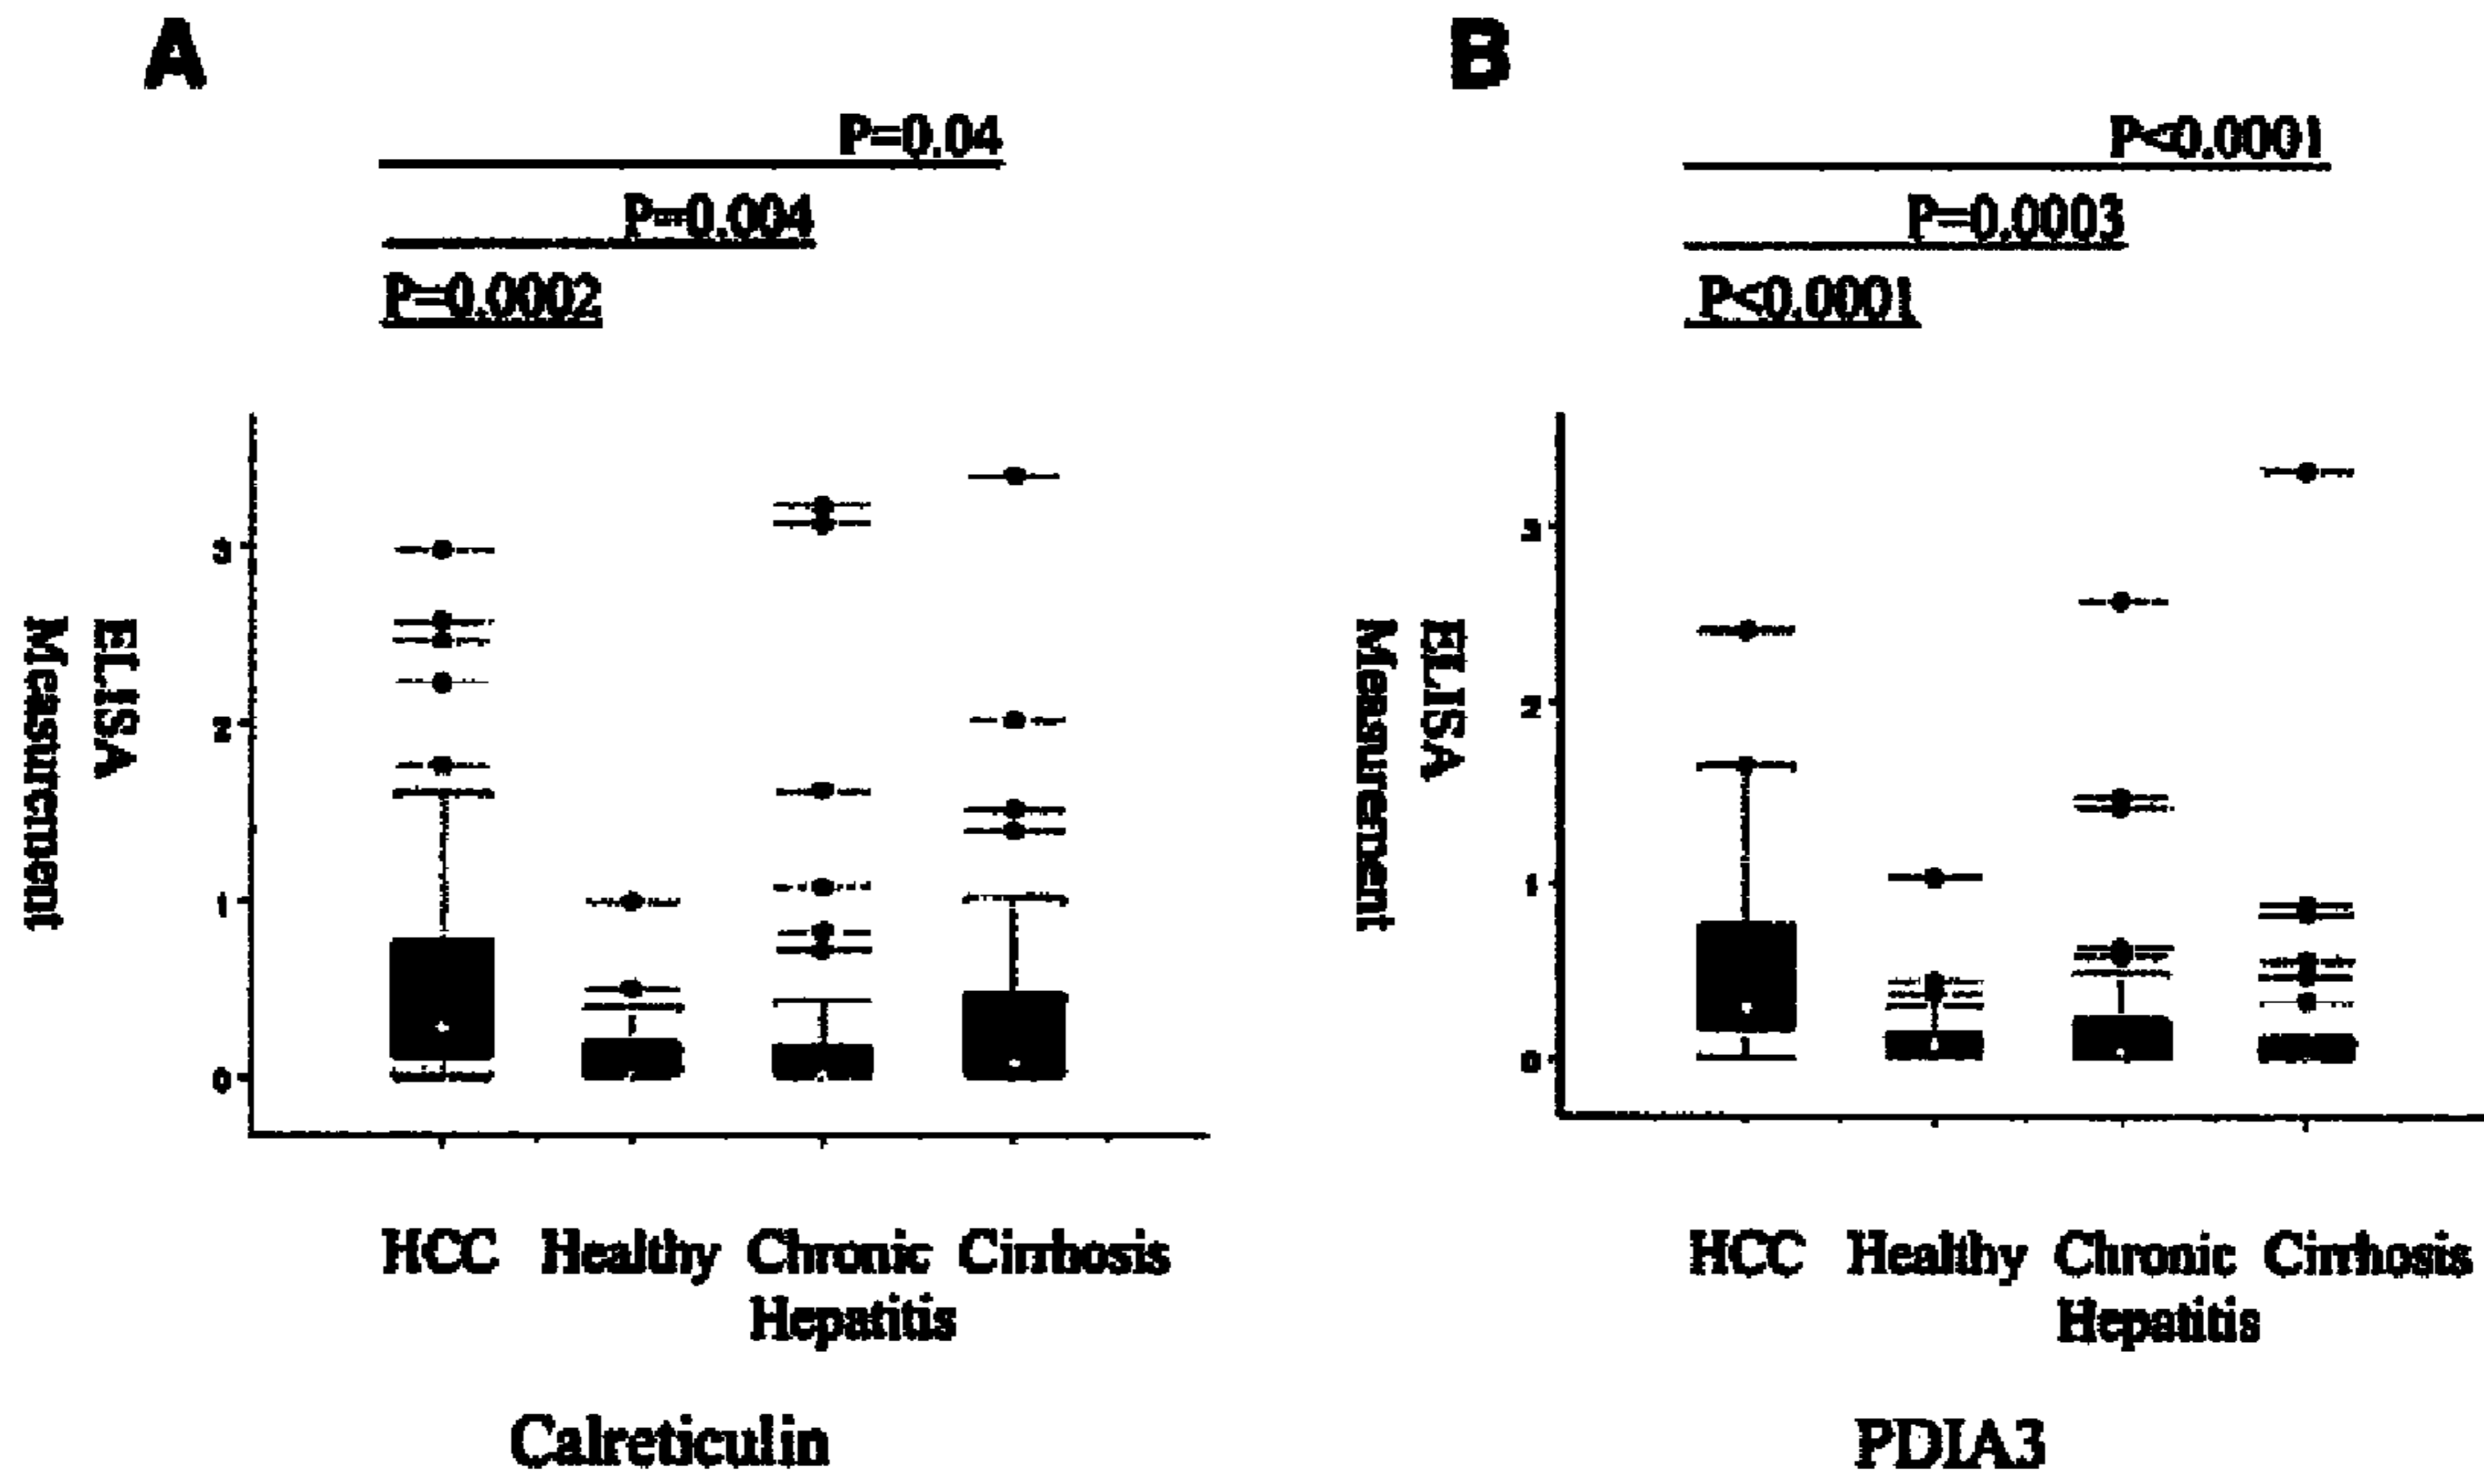 A
P=0.04
P=0.004
P=0.0002
ELISA
Measurement
3
2
1
0
HCC Healthy Chronic Cirrhosis
Hepatitis
Calreticulin
B
P<0.0001
P=0.0003
P<0.0001
ELISA
Measurement
3
2
1
0
HCC Healthy Chronic Cirrhosis
Hepatitis
PDIA3